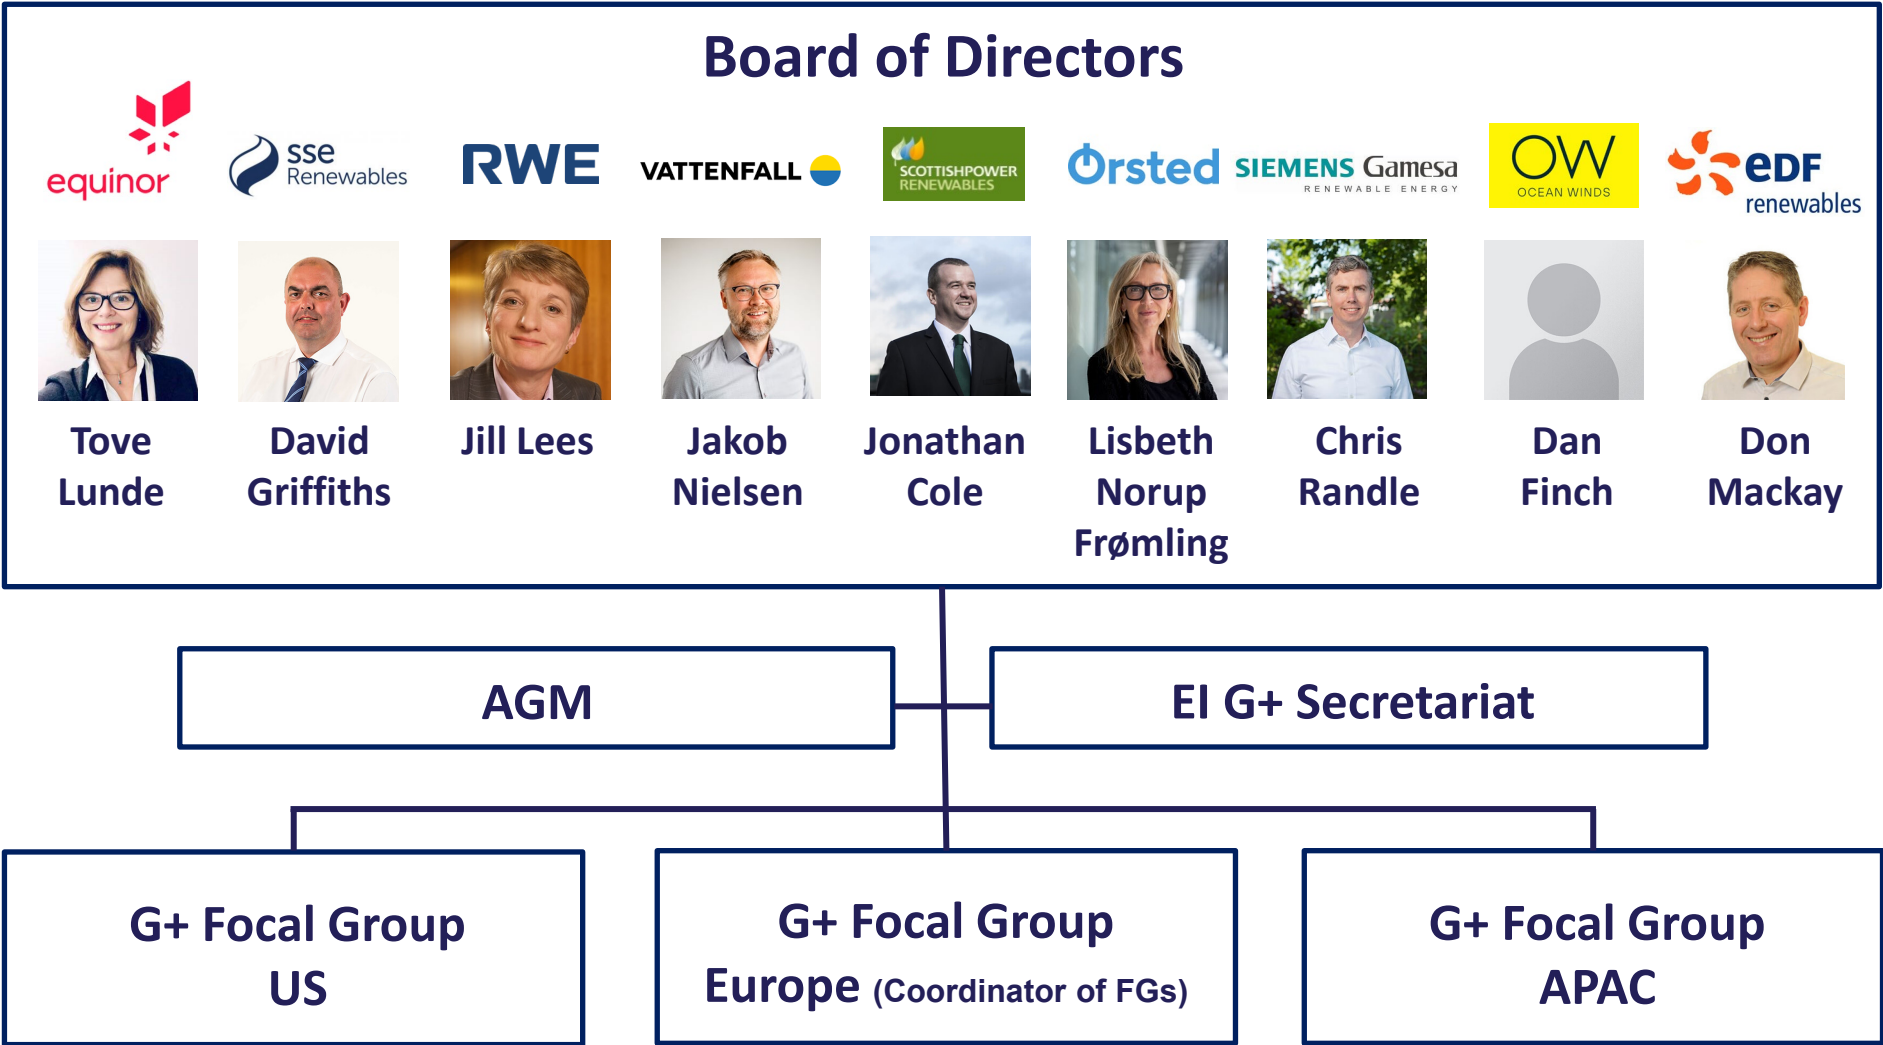 Board of Directors
equinor
sse
Renewables
RWE
VATTENFALL
SCOTTISHPOWER
RENEWABLES
Ørsted
SIEMENS Gamesa
RENEWABLE ENERGY
OW
OCEAN WINDS
eDF
renewables
Tove
Lunde
David
Griffiths
Jill Lees
Jakob
Nielsen
Jonathan
Cole
Lisbeth
Norup
Frømling
Chris
Randle
Dan
Finch
Don
Mackay
AGM
EI G+ Secretariat
G+ Focal Group
US
G+ Focal Group
Europe (Coordinator of FGs)
G+ Focal Group
APAC